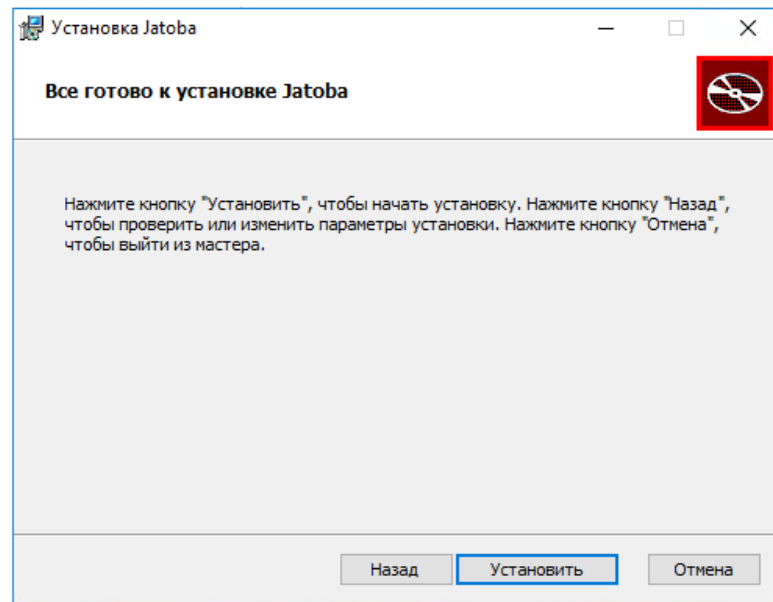 Установка Jatoba
Все готово к установке Jatoba
Нажмите кнопку "Установить", чтобы начать установку. Нажмите кнопку "Назад",
чтобы проверить или изменить параметры установки. Нажмите кнопку "Отмена",
чтобы выйти из мастера.
Назад
Установить
Отмена